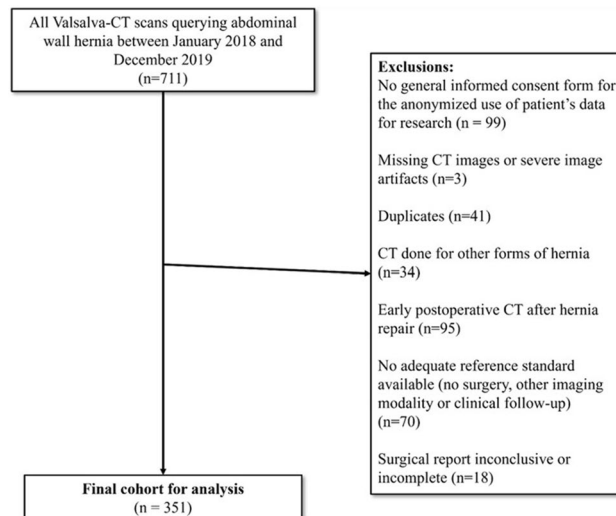 All Valsalva-CT scans querying abdominal
wall hernia between January 2018 and
December 2019
(n=711)
Exclusions:
No general informed consent form for
the anonymized use of patient's data
for research (n = 99)
Missing CT images or severe image
artifacts (n=3)
Duplicates (n=41)
CT done for other forms of hernia
(n=34)
Early postoperative CT after hernia
repair (n=95)
No adequate reference standard
available (no surgery, other imaging
modality or clinical follow-up)
(n=70)
Surgical report inconclusive or
incomplete (n=18)
Final cohort for analysis
(n = 351)